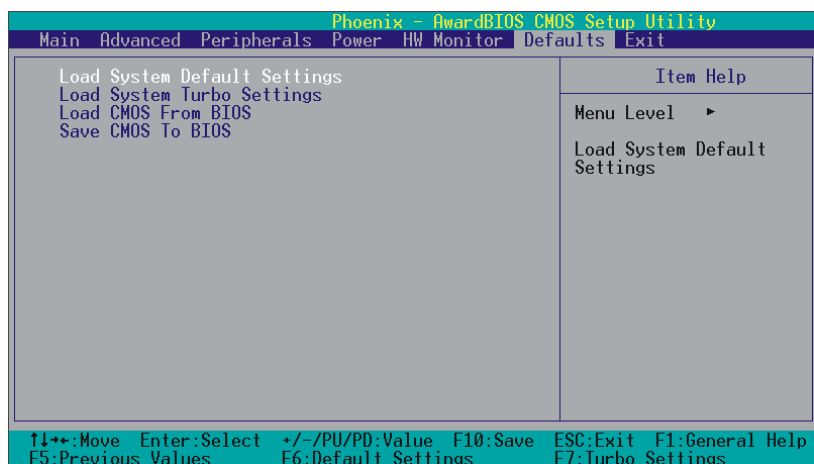 Phoenix - AwardBIOS CMOS Setup Utility
Main Advanced Peripherals Power HW Monitor Defaults Exit
Load System Default Settings
Load System Turbo Settings
Load CMOS From BIOS
Save CMOS To BIOS
Item Help
Menu Level ►
Load System Default
Settings
↑↓→←:Move Enter:Select +/-/PU/PD:Value F10:Save ESC:Exit F1:General Help
F5:Previous Values F6:Default Settings F7:Turbo Settings